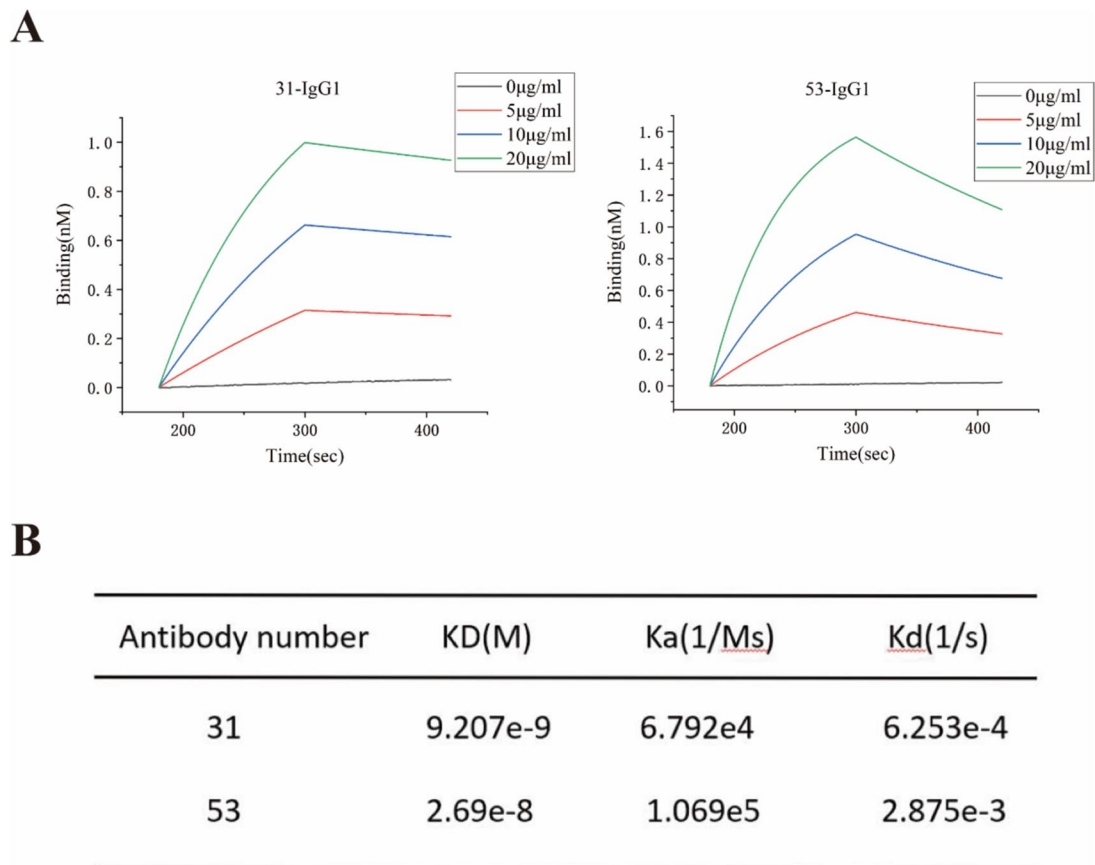 A
31-IgG1
0μg/ml
5μg/ml
10μg/ml
20μg/ml
1.0
0.8
0.6
0.4
0.2
0.0
Binding(nM)
200 300 400
Time(sec)
53-IgG1
0μg/ml
5μg/ml
10μg/ml
20μg/ml
1.6
1.4
1.2
1.0
0.8
0.6
0.4
0.2
0.0
Binding(nM)
200 300 400
Time(sec)
B
Antibody number KD(M) Ka(1/Ms) Kd(1/s)
31 9.207e-9 6.792e4 6.253e-4
53 2.69e-8 1.069e5 2.875e-3